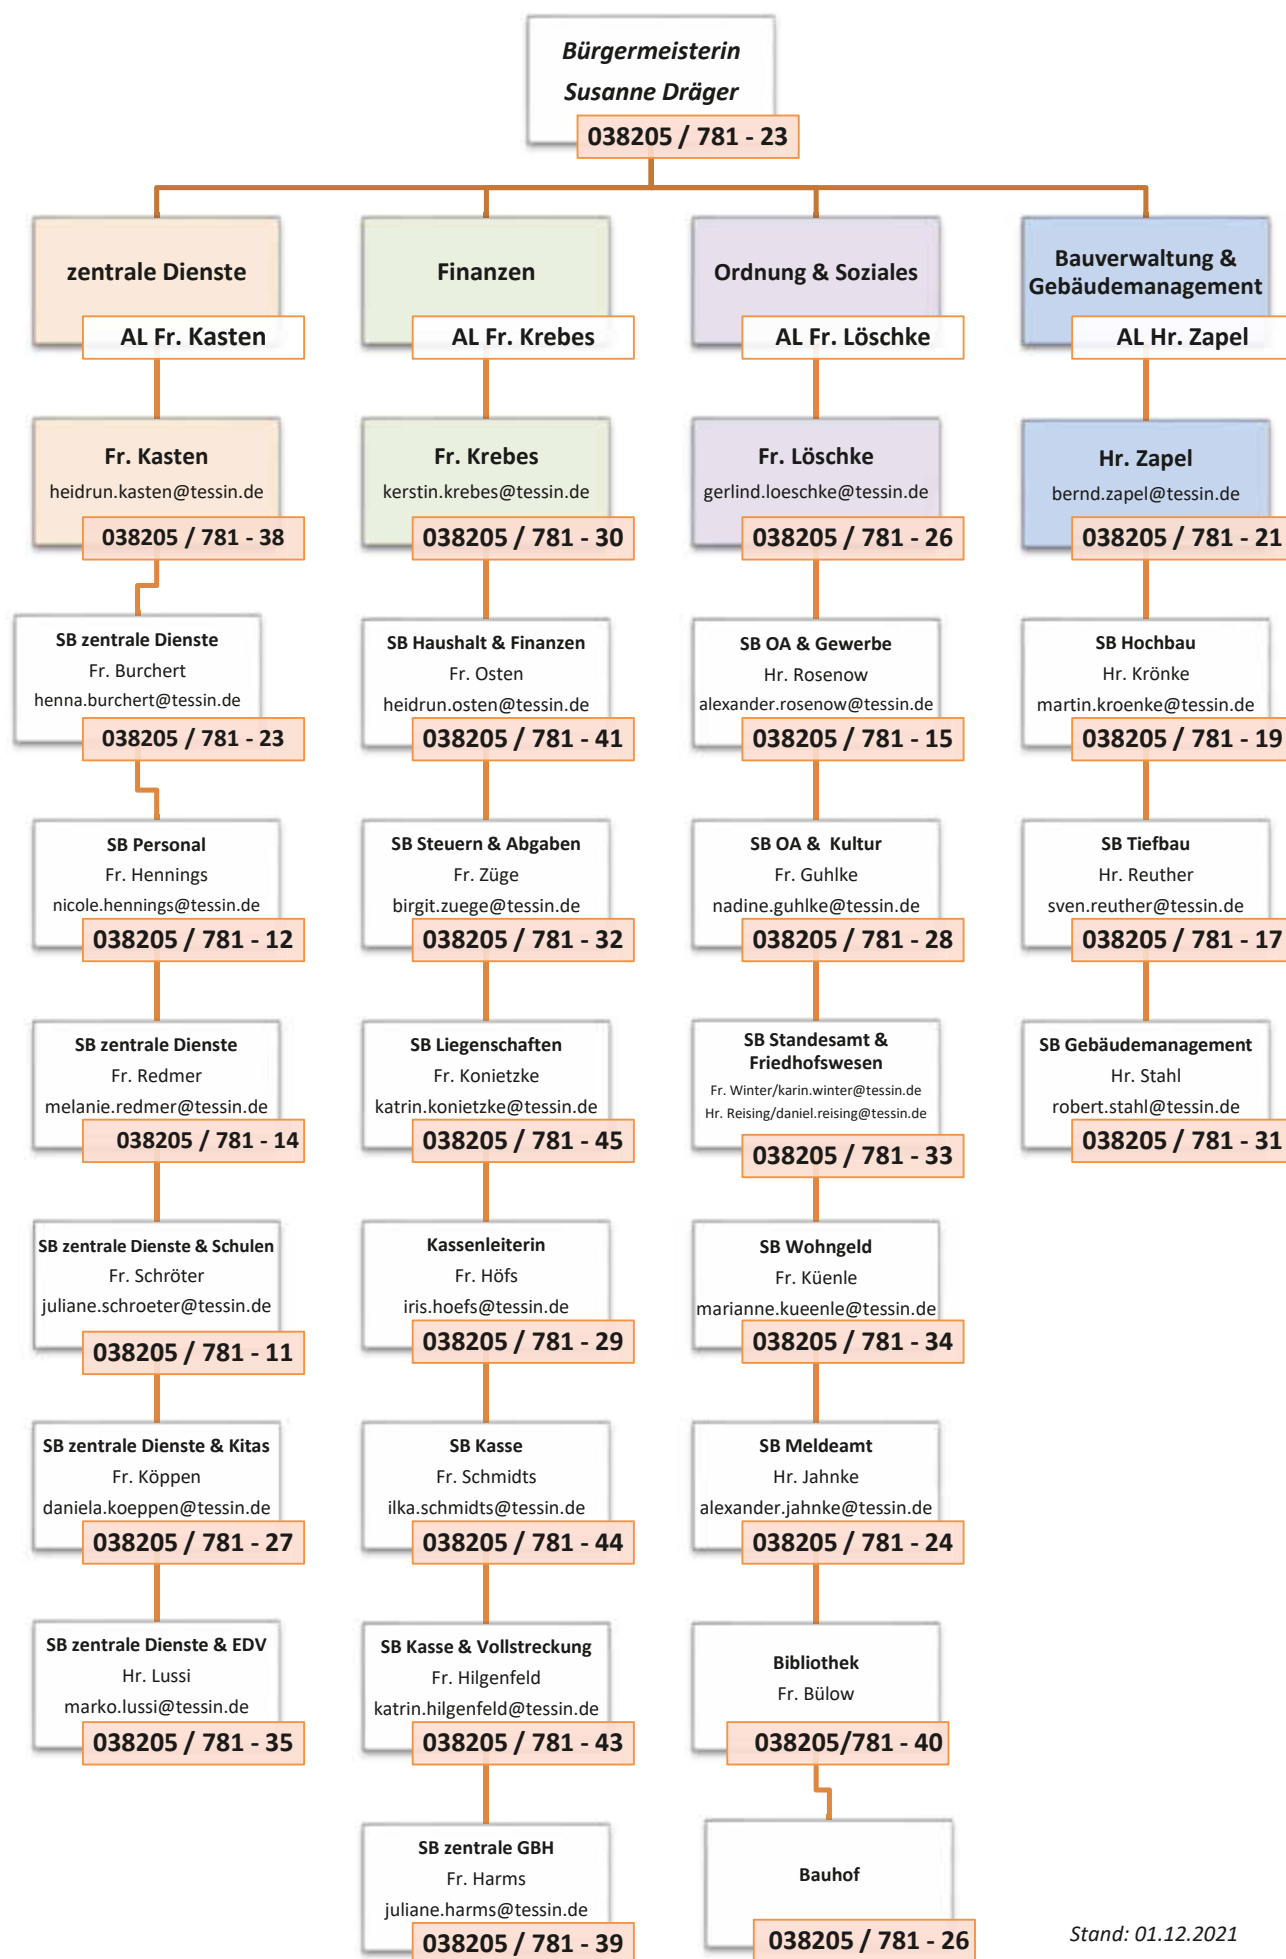 Bürgermeisterin
Susanne Dräger
038205 / 781 - 23
zentrale Dienste
AL Fr. Kasten
Fr. Kasten
heidrun.kasten@tessin.de
038205 / 781 - 38
SB zentrale Dienste
Fr. Burchert
henna.burchert@tessin.de
038205 / 781 - 23
SB Personal
Fr. Hennings
nicole.hennings@tessin.de
038205 / 781 - 12
SB zentrale Dienste
Fr. Redmer
melanie.redmer@tessin.de
038205 / 781 - 14
SB zentrale Dienste & Schulen
Fr. Schröter
juliane.schroeter@tessin.de
038205 / 781 - 11
SB zentrale Dienste & Kitas
Fr. Köppen
daniela.koeppen@tessin.de
038205 / 781 - 27
SB zentrale Dienste & EDV
Hr. Lussi
marko.lussi@tessin.de
038205 / 781 - 35
Finanzen
AL Fr. Krebes
Fr. Krebes
kerstin.krebes@tessin.de
038205 / 781 - 30
SB Haushalt & Finanzen
Fr. Osten
heidrun.osten@tessin.de
038205 / 781 - 41
SB Steuern & Abgaben
Fr. Züge
birgit.zuege@tessin.de
038205 / 781 - 32
SB Liegenschaften
Fr. Konietzke
katrin.konietzke@tessin.de
038205 / 781 - 45
Kassenleiterin
Fr. Höfs
iris.hoefs@tessin.de
038205 / 781 - 29
SB Kasse
Fr. Schmidts
ilka.schmidts@tessin.de
038205 / 781 - 44
SB Kasse & Vollstreckung
Fr. Hilgenfeld
katrin.hilgenfeld@tessin.de
038205 / 781 - 43
SB zentrale GBH
Fr. Harms
juliane.harms@tessin.de
038205 / 781 - 39
Ordnung & Soziales
AL Fr. Löschke
Fr. Löschke
gerlind.loeschke@tessin.de
038205 / 781 - 26
SB OA & Gewerbe
Hr. Rosenow
alexander.rosenow@tessin.de
038205 / 781 - 15
SB OA & Kultur
Fr. Guhlke
nadine.guhlke@tessin.de
038205 / 781 - 28
SB Standesamt &
Friedhofswesen
Fr. Winter/karin.winter@tessin.de
Hr. Reising/daniel.reising@tessin.de
038205 / 781 - 33
SB Wohngeld
Fr. Küenle
marianne.kueenle@tessin.de
038205 / 781 - 34
SB Meldeamt
Hr. Jahnke
alexander.jahnke@tessin.de
038205 / 781 - 24
Bibliothek
Fr. Bülow
038205/781 - 40
Bauhof
038205 / 781 - 26
Bauverwaltung &
Gebäudemanagement
AL Hr. Zapel
Hr. Zapel
bernd.zapel@tessin.de
038205 / 781 - 21
SB Hochbau
Hr. Krönke
martin.kroenke@tessin.de
038205 / 781 - 19
SB Tiefbau
Hr. Reuther
sven.reuther@tessin.de
038205 / 781 - 17
SB Gebäudemanagement
Hr. Stahl
robert.stahl@tessin.de
038205 / 781 - 31
Stand: 01.12.2021